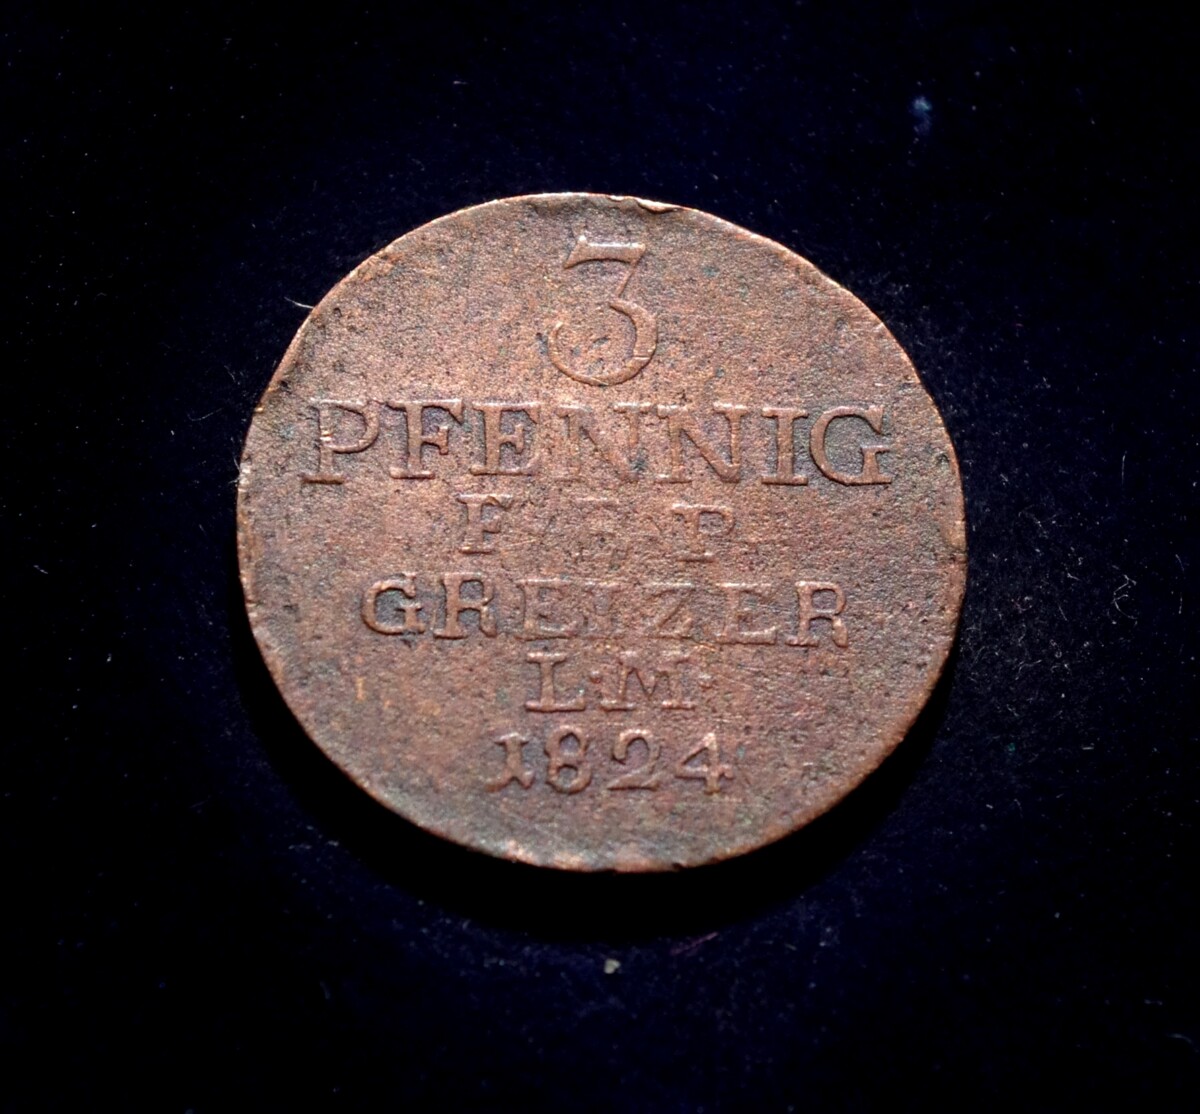 3
PFENNIG
F. R. P.
GREIZER
L:M·
1824